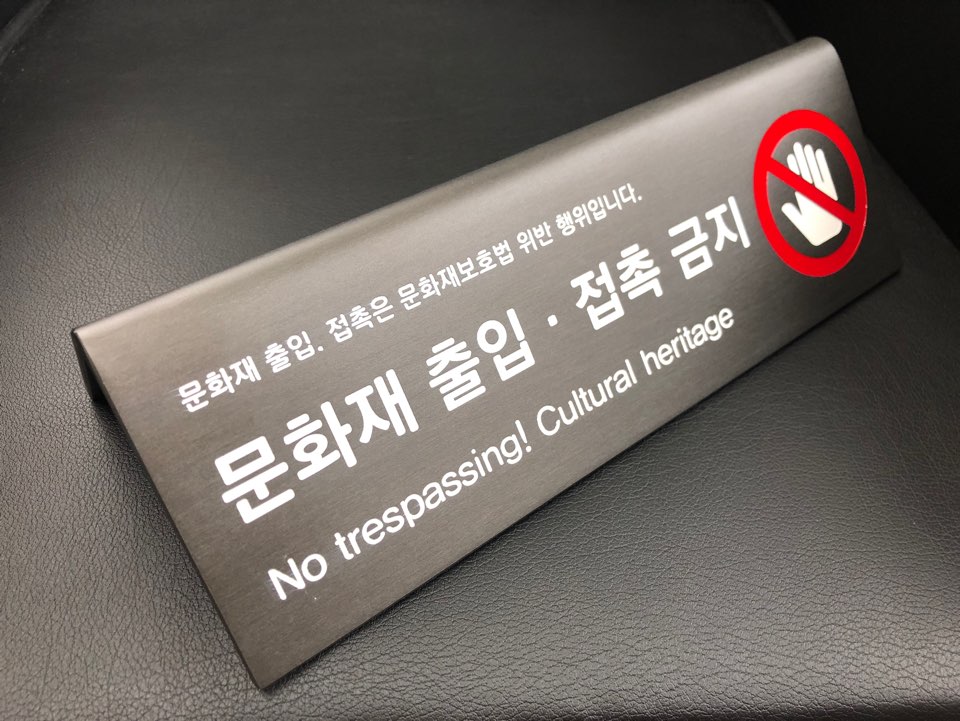 문화재 출입. 접촉은 문화재보호법 위반 행위입니다.
문화재 출입 · 접촉 금지
No trespassing! Cultural heritage